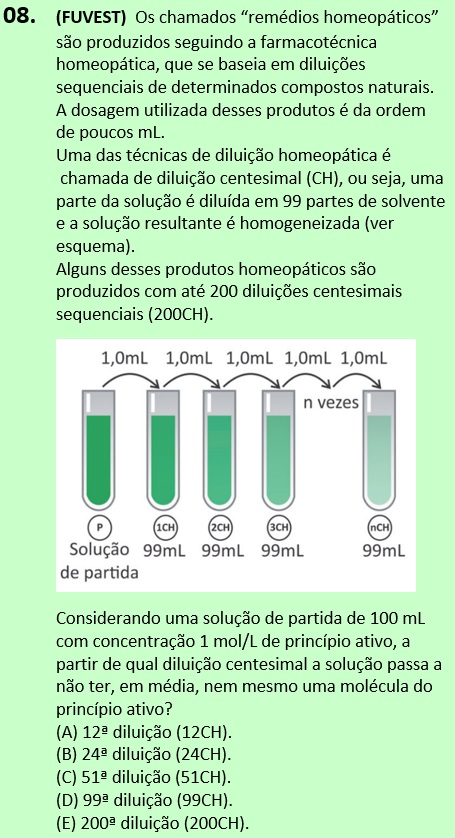 08. (FUVEST) Os chamados “remédios homeopáticos”
são produzidos seguindo a farmacotécnica
homeopática, que se baseia em diluições
sequenciais de determinados compostos naturais.
A dosagem utilizada desses produtos é da ordem
de poucos mL.
Uma das técnicas de diluição homeopática é
chamada de diluição centesimal (CH), ou seja, uma
parte da solução é diluída em 99 partes de solvente
e a solução resultante é homogeneizada (ver
esquema).
Alguns desses produtos homeopáticos são
produzidos com até 200 diluições centesimais
sequenciais (200CH).
1,0mL 1,0mL 1,0mL 1,0mL 1,0mL
n vezes
P 1CH 2CH 3CH nCH
Solução 99mL 99mL 99mL 99mL
de partida
Considerando uma solução de partida de 100 mL
com concentração 1 mol/L de princípio ativo, a
partir de qual diluição centesimal a solução passa a
não ter, em média, nem mesmo uma molécula do
princípio ativo?
(A) 12ª diluição (12CH).
(B) 24ª diluição (24CH).
(C) 51ª diluição (51CH).
(D) 99ª diluição (99CH).
(E) 200ª diluição (200CH).